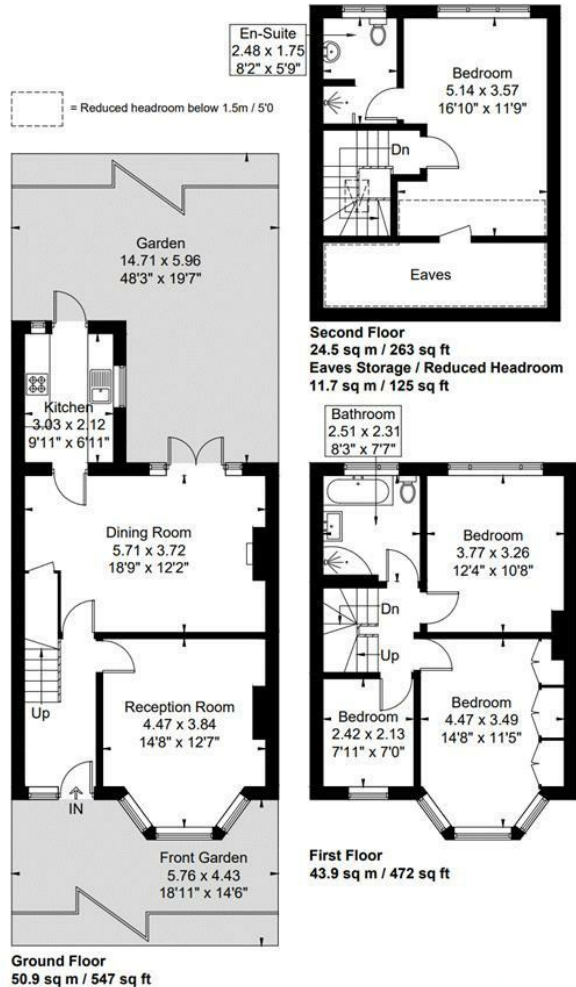 En-Suite
2.48 x 1.75
8'2" x 5'9"
Bedroom
5.14 x 3.57
16'10" x 11'9"
= Reduced headroom below 1.5m / 5'0
Dn
Eaves
Second Floor
24.5 sq m / 263 sq ft
Eaves Storage / Reduced Headroom
11.7 sq m / 125 sq ft
Garden
14.71 x 5.96
48'3" x 19'7"
Kitchen
3.03 x 2.12
9'11" x 6'11"
Dining Room
5.71 x 3.72
18'9" x 12'2"
Up
Reception Room
4.47 x 3.84
14'8" x 12'7"
IN
Front Garden
5.76 x 4.43
18'11" x 14'6"
Ground Floor
50.9 sq m / 547 sq ft
Bathroom
2.51 x 2.31
8'3" x 7'7"
Bedroom
3.77 x 3.26
12'4" x 10'8"
Dn
Up
Bedroom
2.42 x 2.13
7'11" x 7'0"
Bedroom
4.47 x 3.49
14'8" x 11'5"
First Floor
43.9 sq m / 472 sq ft